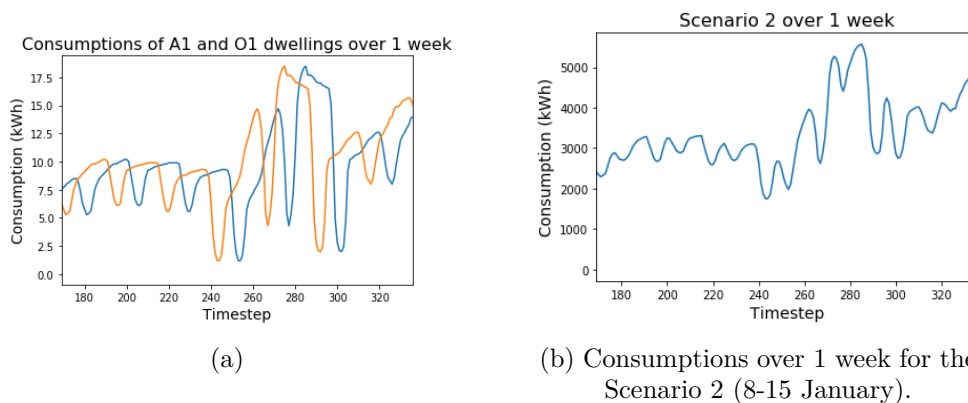 Consumptions of A1 and O1 dwellings over 1 week
Consumption (kWh)
17.5
15.0
12.5
10.0
7.5
5.0
2.5
0.0
180 200 220 240 260 280 300 320
Timestep
(a)
Scenario 2 over 1 week
Consumption (kWh)
5000
4000
3000
2000
1000
0
180 200 220 240 260 280 300 320
Timestep
(b) Consumptions over 1 week for the
Scenario 2 (8-15 January).